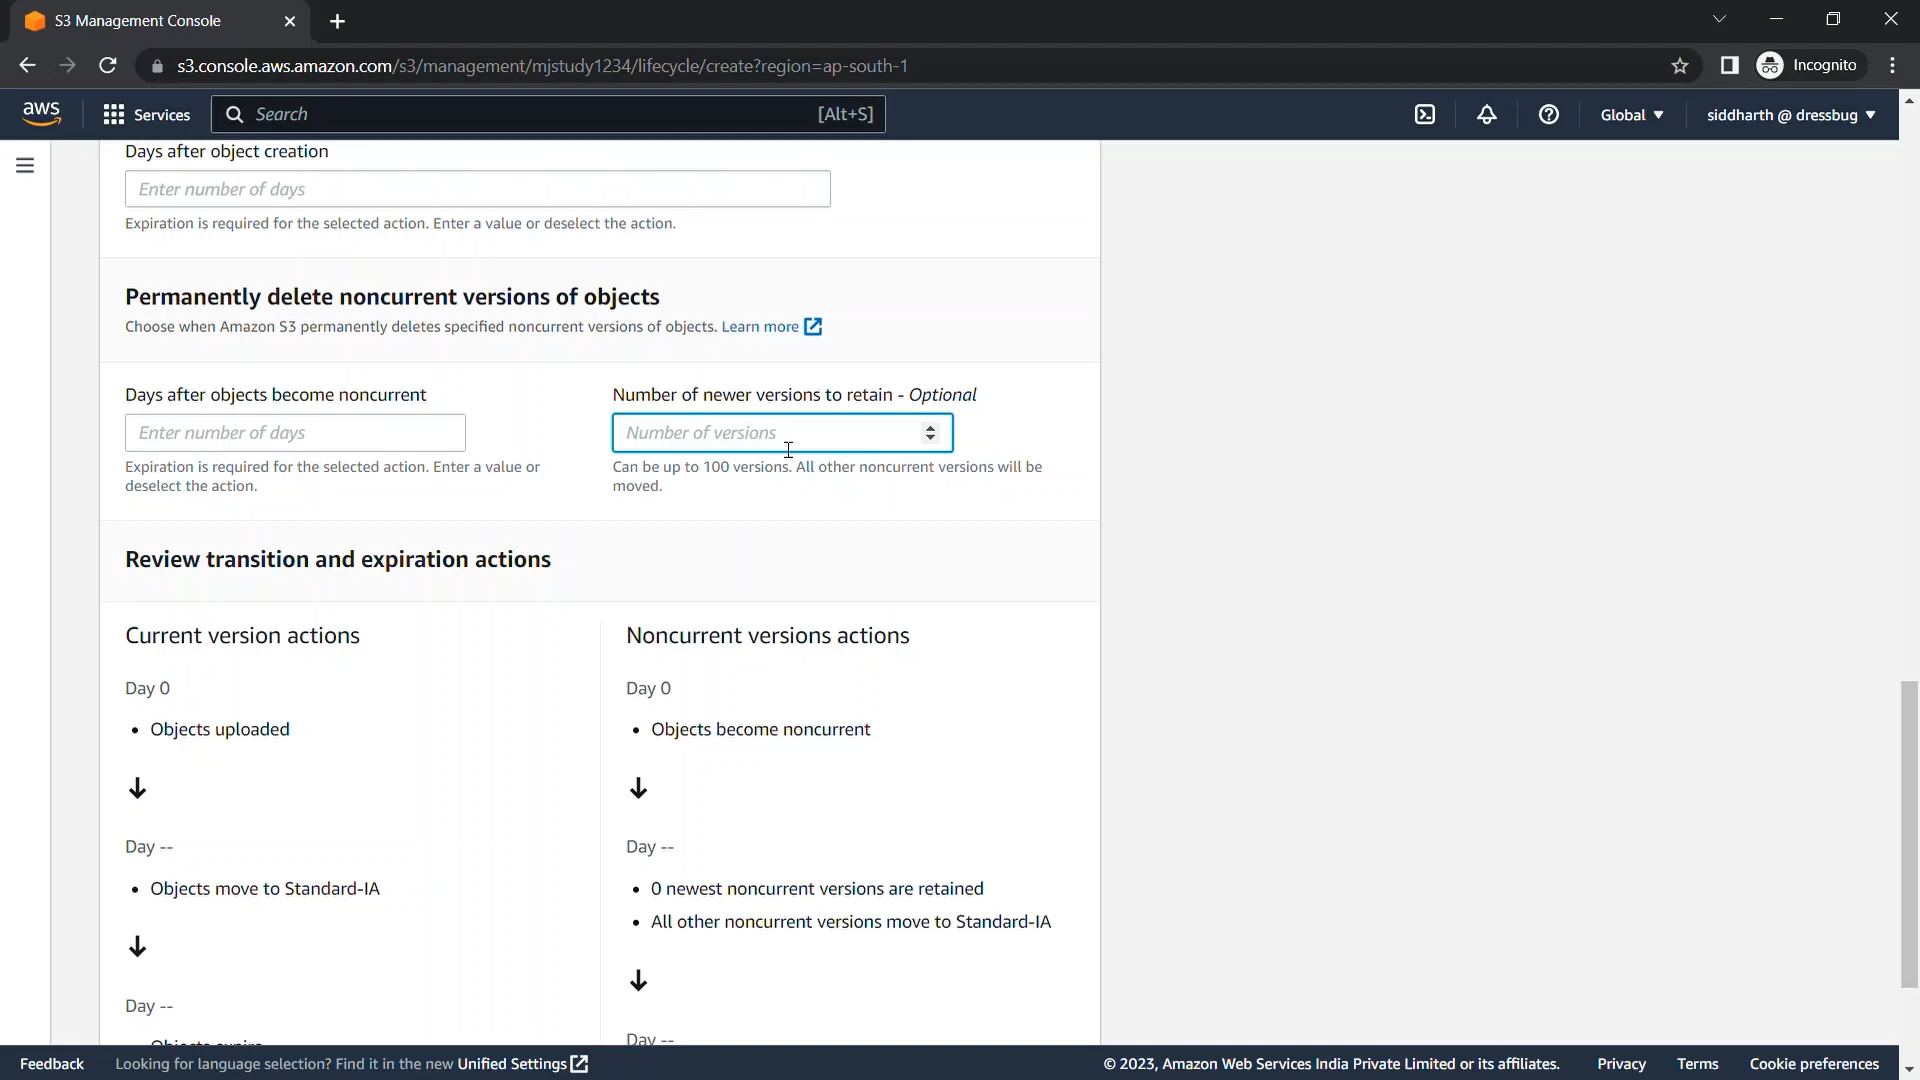 S3 Management Console
s3.console.aws.amazon.com/s3/management/mjstudy1234/lifecycle/create?region=ap-south-1
Incognito
aws
Services
Search
[Alt+S]
Global
siddharth @ dressbug
Days after object creation
Enter number of days
Expiration is required for the selected action. Enter a value or deselect the action.
Permanently delete noncurrent versions of objects
Choose when Amazon S3 permanently deletes specified noncurrent versions of objects. Learn more
Days after objects become noncurrent
Enter number of days
Expiration is required for the selected action. Enter a value or
deselect the action.
Number of newer versions to retain - Optional
Number of versions
Can be up to 100 versions. All other noncurrent versions will be
moved.
Review transition and expiration actions
Current version actions
Day 0
• Objects uploaded
Day --
• Objects move to Standard-IA
Day --
Objects expire
Noncurrent versions actions
Day 0
• Objects become noncurrent
Day --
• 0 newest noncurrent versions are retained
• All other noncurrent versions move to Standard-IA
Day --
Feedback
Looking for language selection? Find it in the new Unified Settings
© 2023, Amazon Web Services India Private Limited or its affiliates.
Privacy
Terms
Cookie preferences